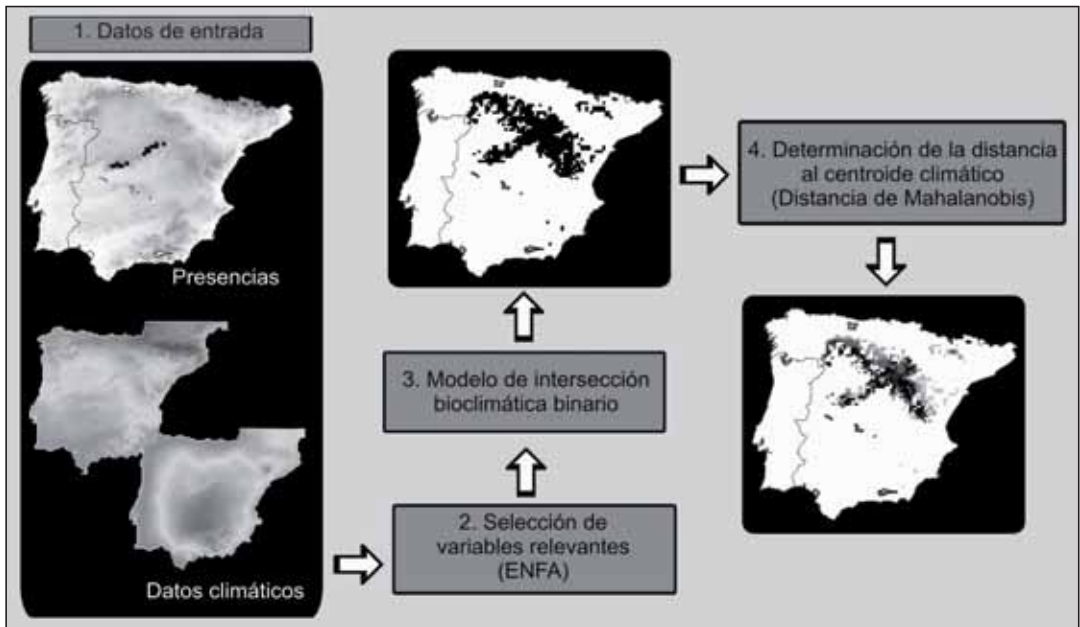 1. Datos de entrada
Presencias
Datos climáticos
2. Selección de
variables relevantes
(ENFA)
3. Modelo de intersección
bioclimática binario
4. Determinación de la distancia
al centroide climático
(Distancia de Mahalanobis)